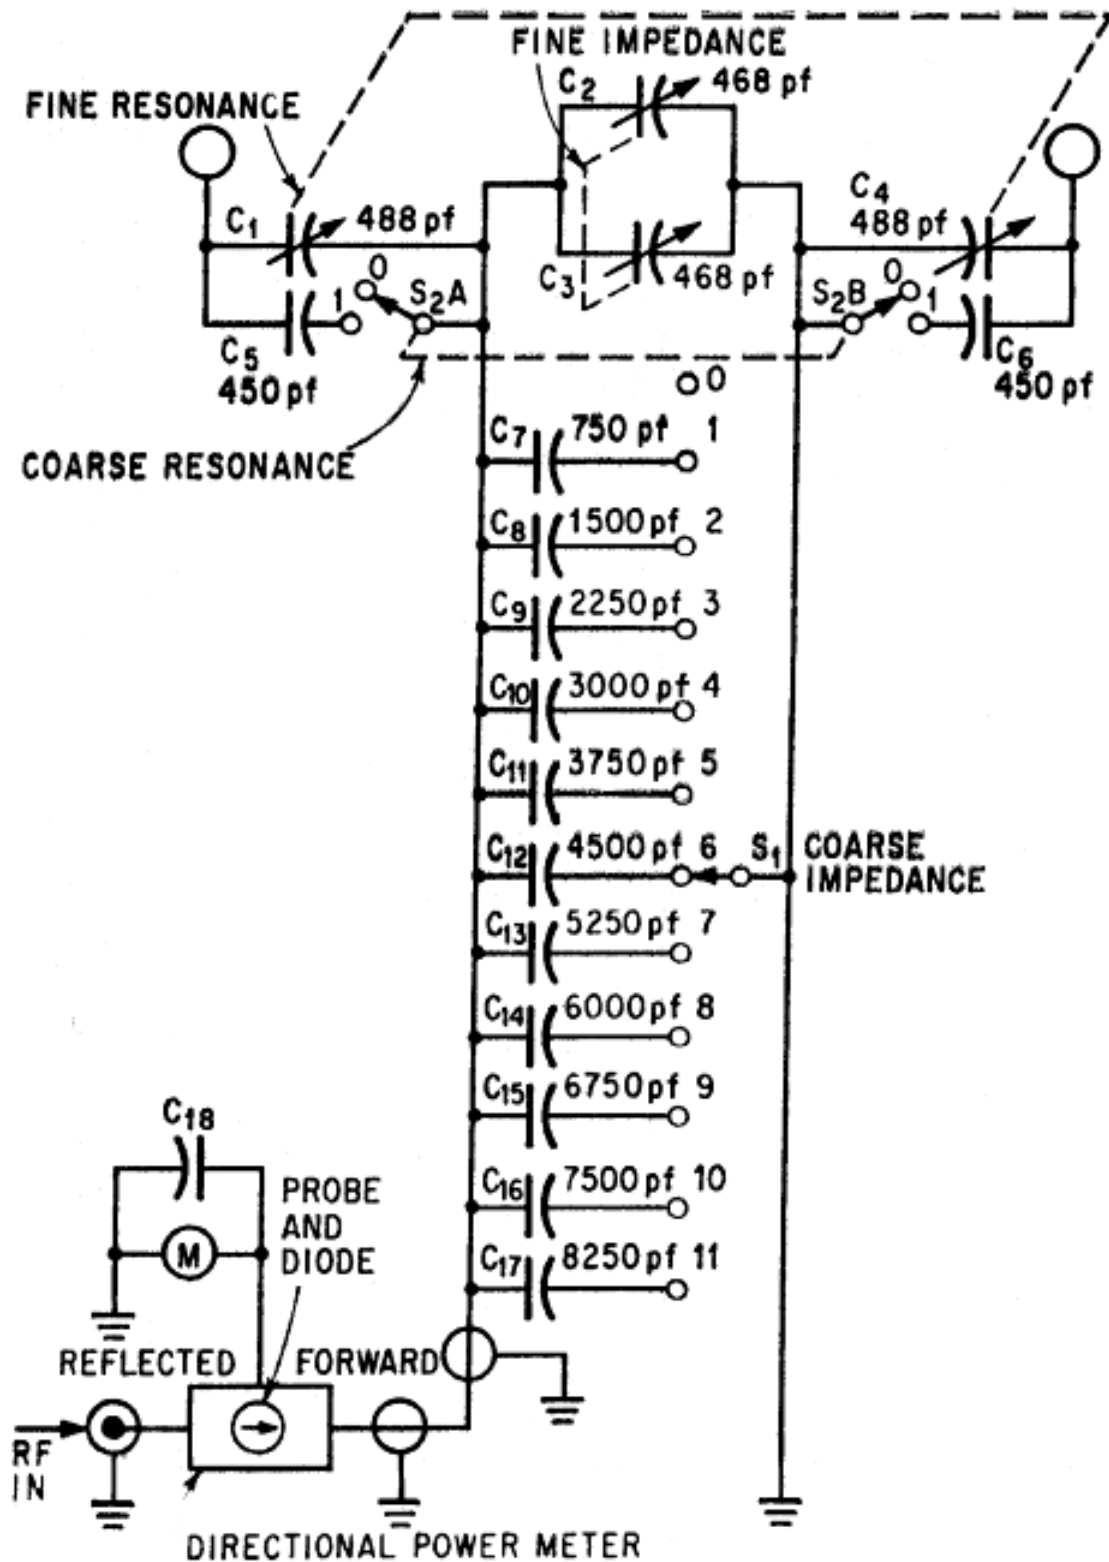 FINE IMPEDANCE
C2 468 pf
FINE RESONANCE
C1 488 pf
C4
488 pf
C3 468 pf
0
1 S2A
S2B 0
1
C5
450 pf
C6
450 pf
0
COARSE RESONANCE
C7 750 pf 1
C8 1500 pf 2
C9 2250 pf 3
C10 3000 pf 4
C11 3750 pf 5
C12 4500 pf 6 S1 COARSE
IMPEDANCE
C13 5250 pf 7
C14 6000 pf 8
C15 6750 pf 9
C16 7500 pf 10
C17 8250 pf 11
C18
M
PROBE
AND
DIODE
REFLECTED FORWARD
RF
IN
DIRECTIONAL POWER METER